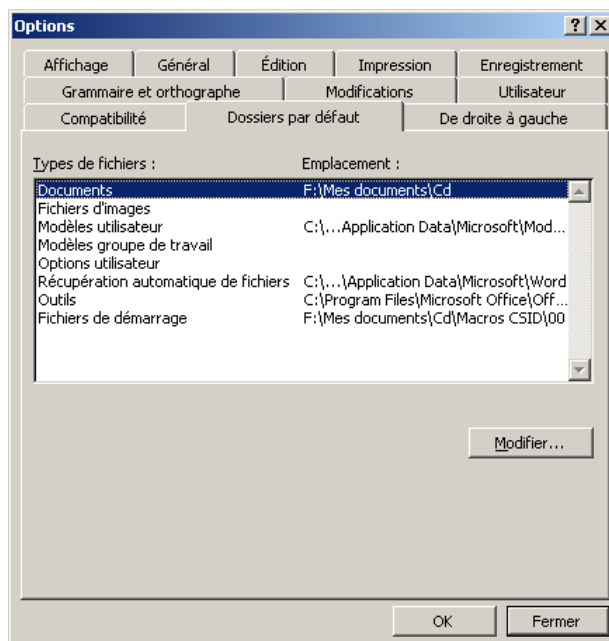 Options
Affichage Général Édition Impression Enregistrement
Grammaire et orthographe Modifications Utilisateur
Compatibilité Dossiers par défaut De droite à gauche
Types de fichiers : Emplacement :
Documents F:\Mes documents\Cd
Fichiers d'images
Modèles utilisateur C:\...Application Data\Microsoft\Mod...
Modèles groupe de travail
Options utilisateur
Récupération automatique de fichiers C:\...\Application Data\Microsoft\Word
Outils C:\Program Files\Microsoft Office\Off...
Fichiers de démarrage F:\Mes documents\Cd\Macros CSID\00
Modifier...
OK Fermer